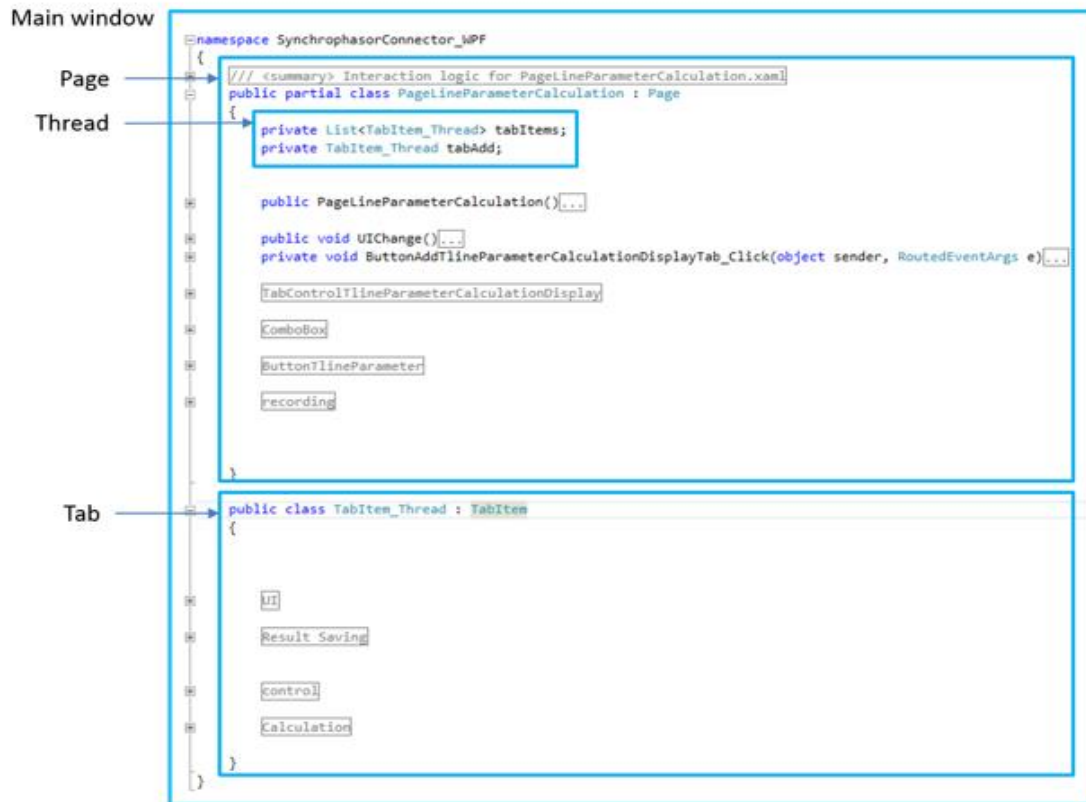 Main window
namespace SynchrophasorConnector_WPF
{
Page
/// <summary> Interaction logic for PageLineParameterCalculation.xaml
public partial class PageLineParameterCalculation : Page
{
Thread
private List<TabItem_Thread> tabItems;
private TabItem_Thread tabAdd;
public PageLineParameterCalculation()...
public void UIChange()...
private void ButtonAddTlineParameterCalculationDisplayTab_Click(object sender, RoutedEventArgs e)...
TabControlTlineParameterCalculationDisplay
ComboBox
ButtonTlineParameter
recording
}
Tab
public class TabItem_Thread : TabItem
{
UI
Result Saving
control
Calculation
}
}